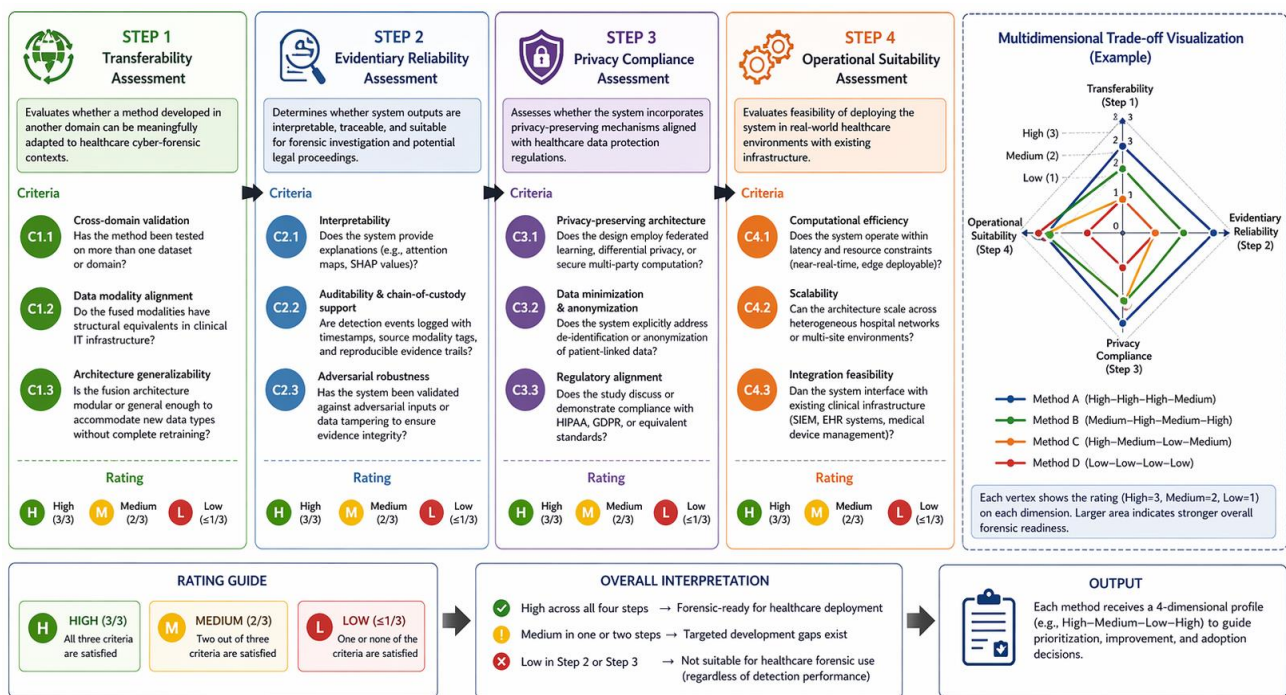 STEP 1
Transferability
Assessment
Evaluates whether a method developed in
another domain can be meaningfully
adapted to healthcare cyber-forensic
contexts.
Criteria
C1.1
Cross-domain validation
Has the method been tested
on more than one dataset
or domain?
C1.2
Data modality alignment
Do the fused modalities have
structural equivalents in clinical
IT infrastructure?
C1.3
Architecture generalizability
Is the fusion architecture
modular or general enough to
accommodate new data types
without complete retraining?
Rating
H
High
(3/3)
M
Medium
(2/3)
L
Low
(≤1/3)
STEP 2
Evidentiary Reliability
Assessment
Determines whether system outputs are
interpretable, traceable, and suitable
for forensic investigation and potential
legal proceedings.
Criteria
C2.1
Interpretability
Does the system provide
explanations (e.g., attention
maps, SHAP values)?
C2.2
Auditability & chain-of-custody
support
Are detection events logged with
timestamps, source modality tags,
and reproducible evidence trails?
C2.3
Adversarial robustness
Has the system been validated
against adversarial inputs or
data tampering to ensure
evidence integrity?
Rating
H
High
(3/3)
M
Medium
(2/3)
L
Low
(≤1/3)
STEP 3
Privacy Compliance
Assessment
Assesses whether the system incorporates
privacy-preserving mechanisms aligned
with healthcare data protection
regulations.
Criteria
C3.1
Privacy-preserving architecture
Does the design employ federated
learning, differential privacy, or
secure multi-party computation?
C3.2
Data minimization
& anonymization
Does the system explicitly address
de-identification or anonymization
of patient-linked data?
C3.3
Regulatory alignment
Does the study discuss or
demonstrate compliance with
HIPAA, GDPR, or equivalent
standards?
Rating
H
High
(3/3)
M
Medium
(2/3)
L
Low
(≤1/3)
STEP 4
Operational Suitability
Assessment
Evaluates feasibility of deploying the
system in real-world healthcare
environments with existing
infrastructure.
Criteria
C4.1
Computational efficiency
Does the system operate within
latency and resource constraints
(near-real-time, edge deployable)?
C4.2
Scalability
Can the architecture scale across
heterogeneous hospital networks
or multi-site environments?
C4.3
Integration feasibility
Dan the system interface with
existing clinical infrastructure
(SIEM, EHR systems, medical
device management)?
Rating
H
High
(3/3)
M
Medium
(2/3)
L
Low
(≤1/3)
Multidimensional Trade-off Visualization
(Example)
Transferability
(Step 1)
3
High (3)
2 3
Medium (2)
2 2
Low (1)
1 1
0
Operational
Suitability
(Step 4)
Evidentiary
Reliability
(Step 2)
Privacy
Compliance
(Step 3)
Method A (High–High–High–Medium)
Method B (Medium–High–Medium–High)
Method C (High–Medium–Low–Medium)
Method D (Low–Low–Low–Low)
Each vertex shows the rating (High=3, Medium=2, Low=1)
on each dimension. Larger area indicates stronger overall
forensic readiness.
RATING GUIDE
H
HIGH (3/3)
All three criteria
are satisfied
M
MEDIUM (2/3)
Two out of three
criteria are satisfied
L
LOW (≤1/3)
One or none of the
criteria are satisfied
OVERALL INTERPRETATION
High across all four steps → Forensic-ready for healthcare deployment
Medium in one or two steps → Targeted development gaps exist
Low in Step 2 or Step 3 → Not suitable for healthcare forensic use
(regardless of detection performance)
OUTPUT
Each method receives a 4-dimensional profile
(e.g., High–Medium–Low–High) to guide
prioritization, improvement, and adoption
decisions.